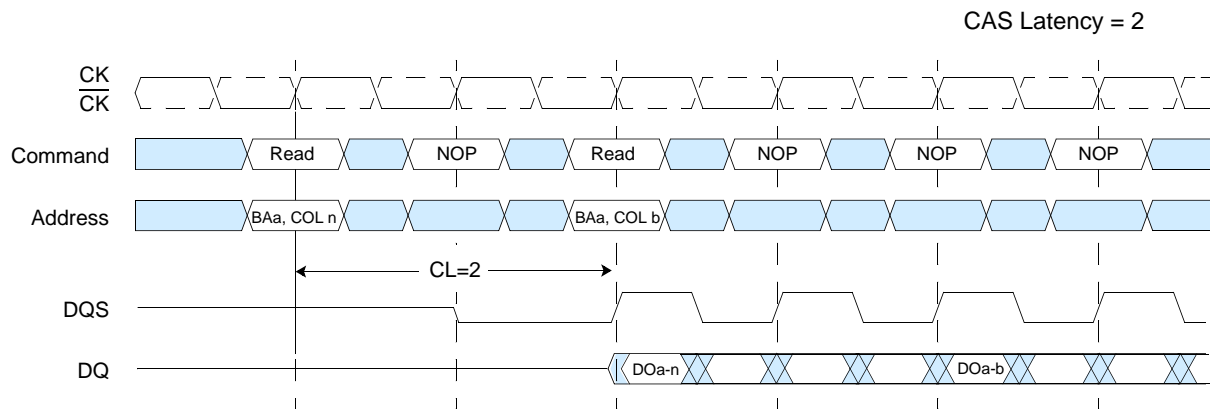 CAS Latency = 2
CK
CK
Command Read NOP Read NOP NOP NOP
Address BAa, COL n BAa, COL b
CL=2
DQS
DQ DOa-n DOa-b